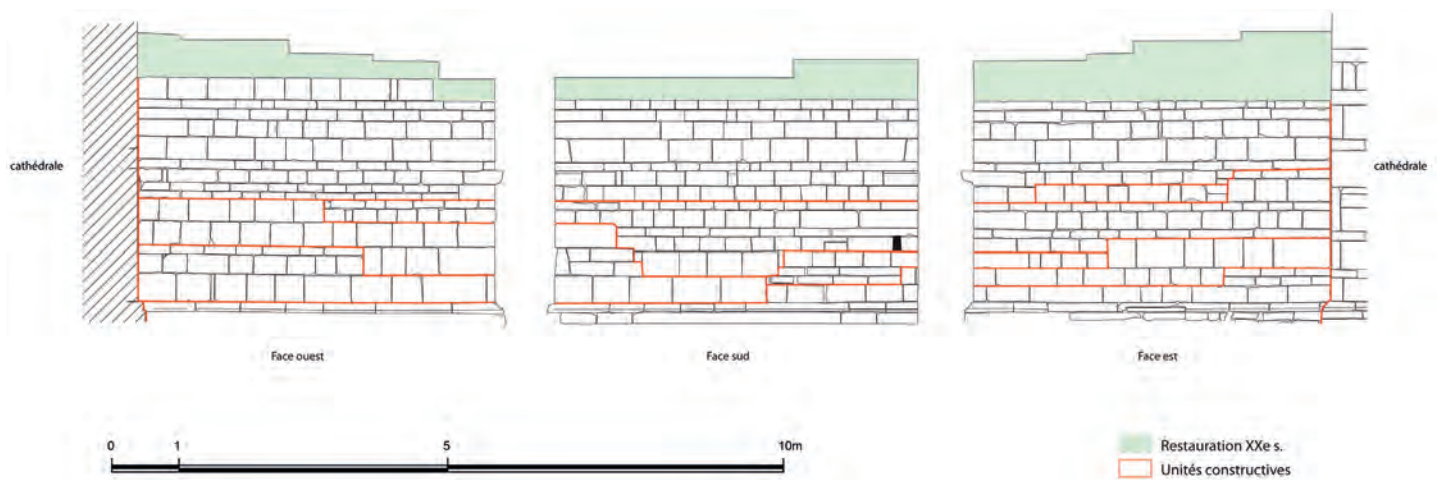 cathédrale
cathédrale
Face ouest
Face sud
Face est
0 1 5 10m
Restauration XXe s.
Unités constructives